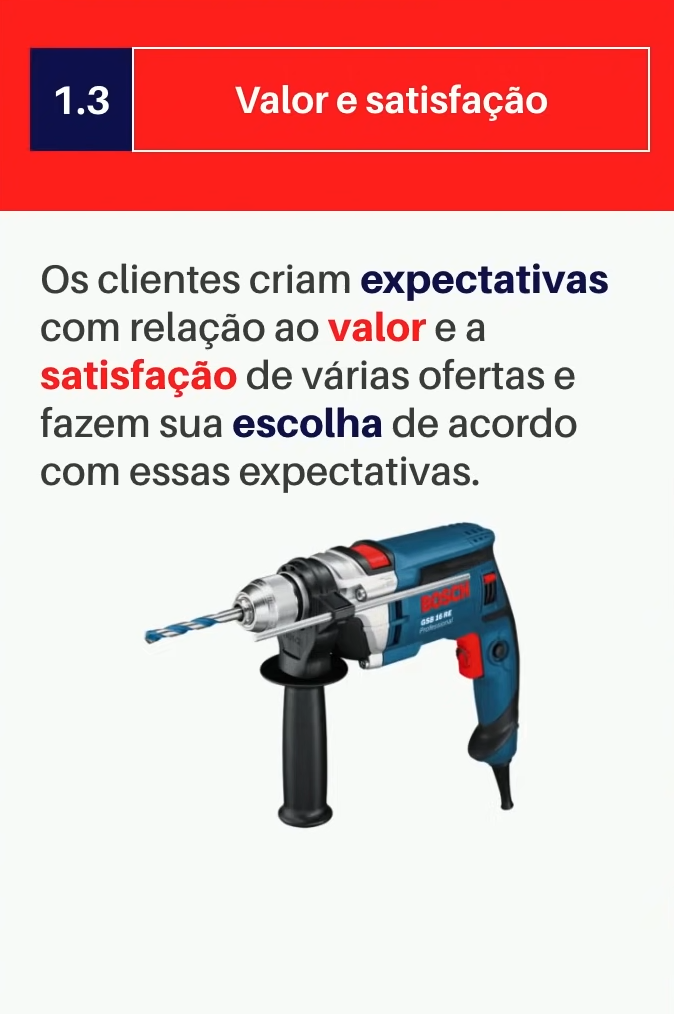 1.3
Valor e satisfação
Os clientes criam expectativas
com relação ao valor e a
satisfação de várias ofertas e
fazem sua escolha de acordo
com essas expectativas.
BOSCH
GSB 16 RE
Professional